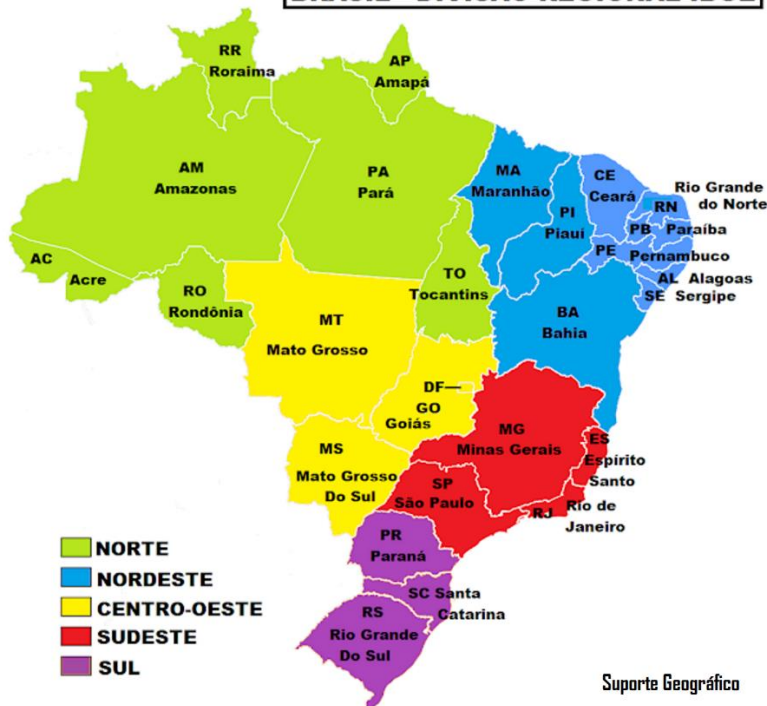 RR
Roraima
AP
Amapá
AM
Amazonas
PA
Pará
MA
Maranhão
CE
Ceará
Rio Grande
do Norte
RN
PI
Piauí
PB
Paraíba
PE
Pernambuco
AL Alagoas
SE Sergipe
AC
Acre
RO
Rondônia
TO
Tocantins
BA
Bahia
MT
Mato Grosso
DF
GO
Goiás
MG
Minas Gerais
ES
Espírito
Santo
MS
Mato Grosso
Do Sul
SP
São Paulo
RJ
Rio de
Janeiro
PR
Paraná
SC Santa
Catarina
RS
Rio Grande
Do Sul
NORTE
NORDESTE
CENTRO-OESTE
SUDESTE
SUL
Suporte Geográfico